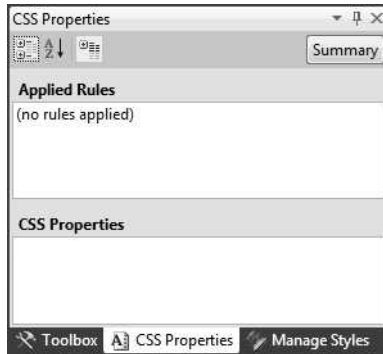 CSS Properties
Summary
Applied Rules
(no rules applied)
CSS Properties
Toolbox CSS Properties Manage Styles